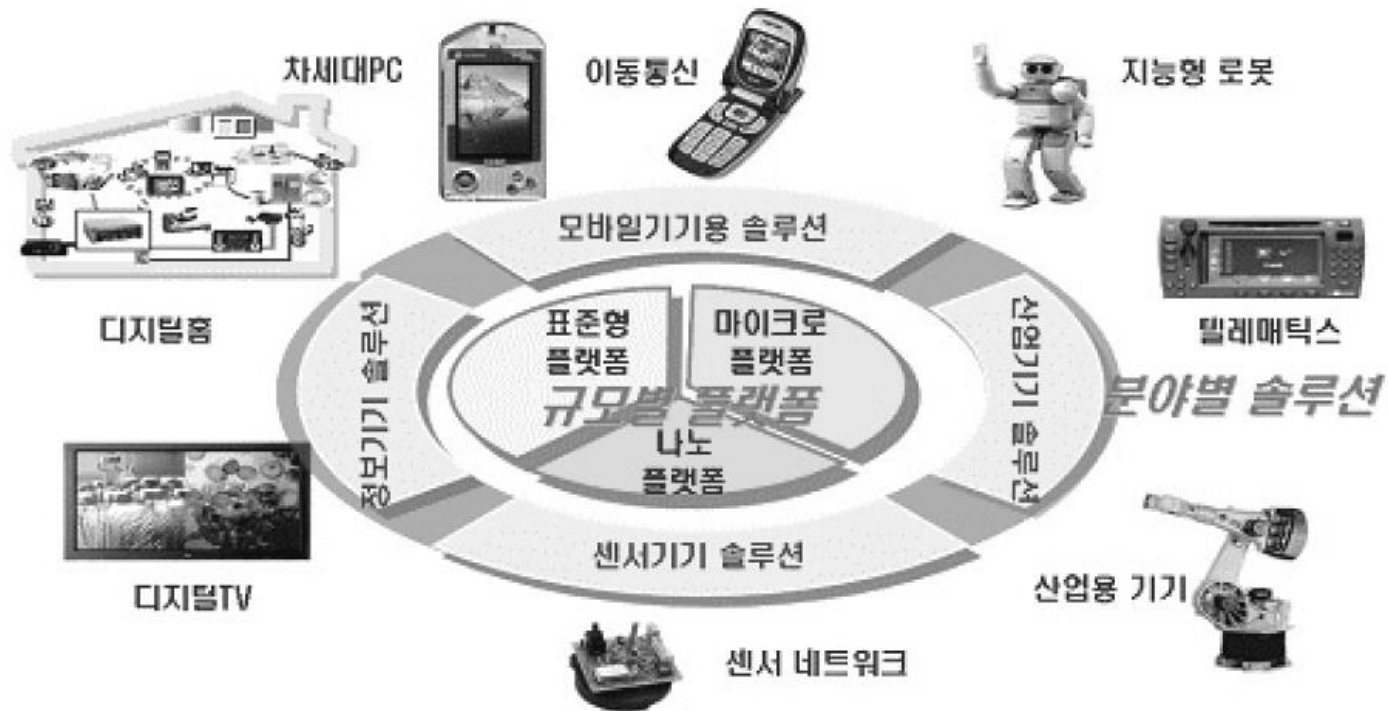 차세대PC
이동통신
지능형 로봇
모바일기기용 솔루션
디지털홈
정보기기 솔루션
표준형
플랫폼
마이크로
플랫폼
산업기기 솔루션
텔레매틱스
규모별 플랫폼
분야별 솔루션
나노
플랫폼
센서기기 솔루션
디지털TV
산업용 기기
센서 네트워크